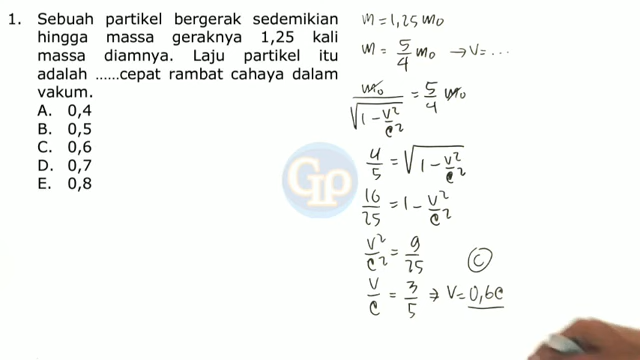 1. Sebuah partikel bergerak sedemikian
hingga massa geraknya 1,25 kali
massa diamnya. Laju partikel itu
adalah ......cepat rambat cahaya dalam
vakum.
A. 0,4
B. 0,5
C. 0,6
D. 0,7
E. 0,8
m = 1,25 m₀
m = 5/4 m₀ → v = ...
m₀/√(1 - v²/c²) = 5/4 m₀
4/5 = √(1 - v²/c²)
16/25 = 1 - v²/c²
v²/c² = 9/25
C
v/c = 3/5 ⇒ v = 0,6c
Gp